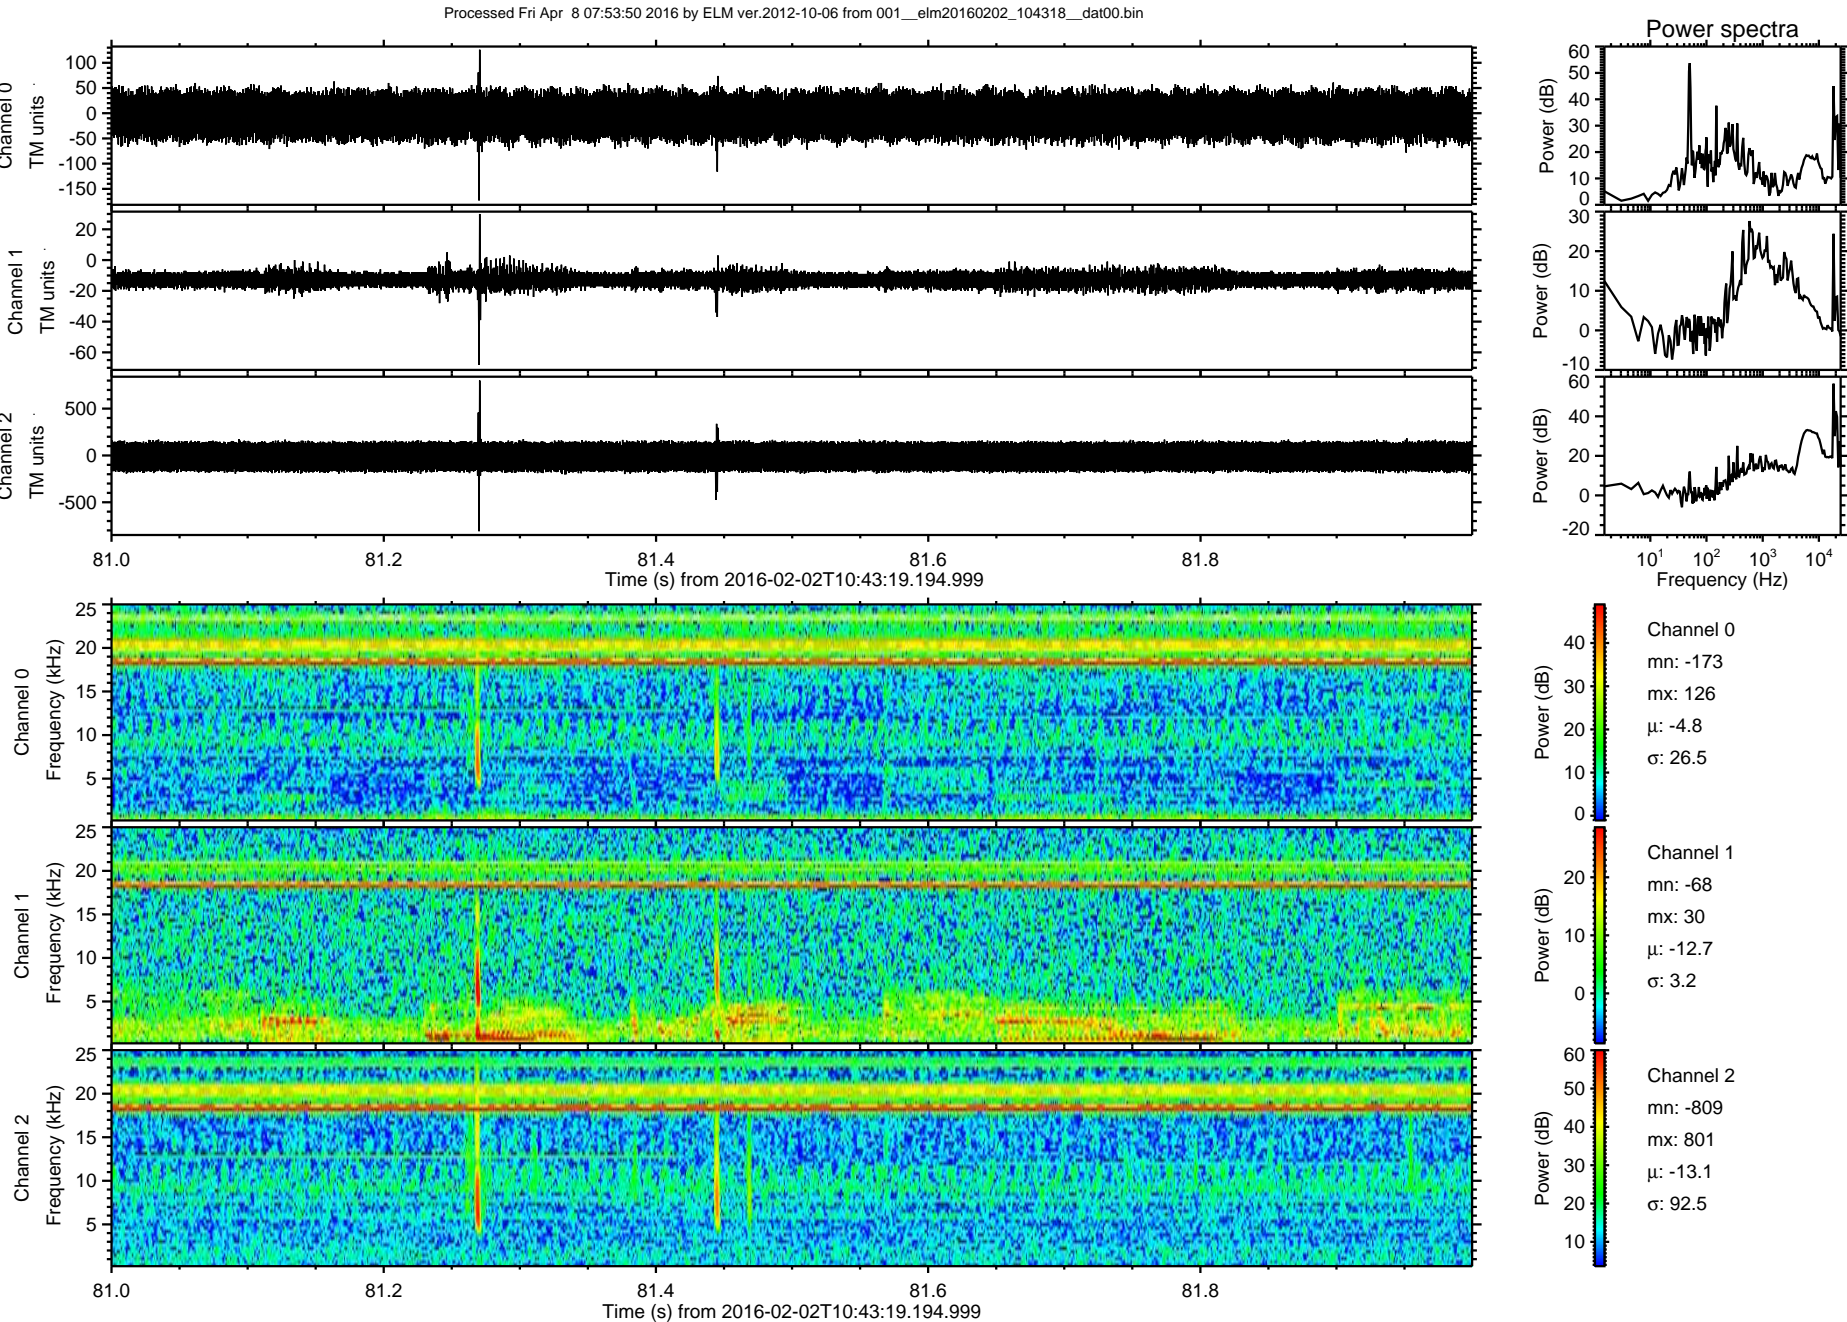 Processed Fri Apr  8 07:53:50 2016 by ELM ver.2012-10-06 from 001__elm20160202_104318__dat00.bin
Power spectra
Channel 0
TM units
100
50
0
-50
-100
-150
Power (dB)
60
50
40
30
20
10
0
Channel 1
TM units
20
0
-20
-40
-60
Power (dB)
30
20
10
0
-10
Channel 2
TM units
500
0
-500
Power (dB)
60
40
20
0
-20
81.0 81.2 81.4 81.6 81.8
Time (s) from 2016-02-02T10:43:19.194.999
10¹ 10² 10³ 10⁴
Frequency (Hz)
Channel 0
Frequency (kHz)
25
20
15
10
5
Power (dB)
40
30
20
10
0
Channel 0
mn: -173
mx: 126
μ: -4.8
σ: 26.5
Channel 1
Frequency (kHz)
25
20
15
10
5
Power (dB)
20
10
0
Channel 1
mn: -68
mx: 30
μ: -12.7
σ: 3.2
Channel 2
Frequency (kHz)
25
20
15
10
5
Power (dB)
60
50
40
30
20
10
Channel 2
mn: -809
mx: 801
μ: -13.1
σ: 92.5
81.0 81.2 81.4 81.6 81.8
Time (s) from 2016-02-02T10:43:19.194.999